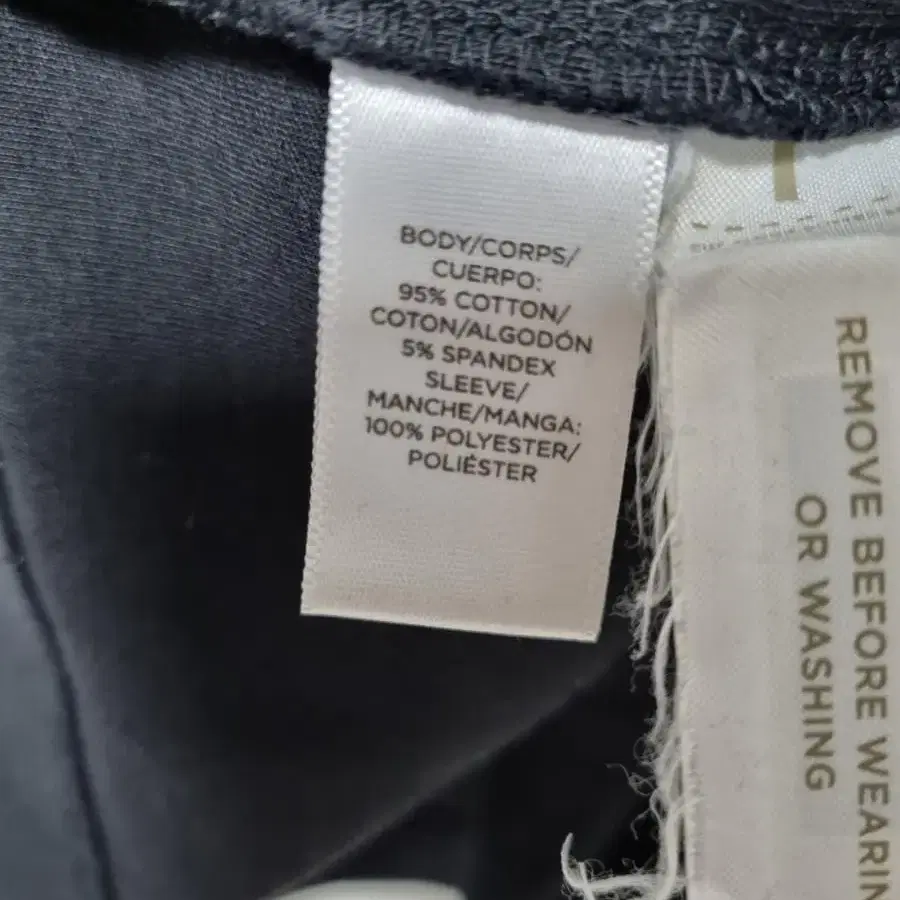 BODY/CORPS/
CUERPO:
95% COTTON/
COTON/ALGODÓN
5% SPANDEX
SLEEVE/
MANCHE/MANGA:
100% POLYESTER/
POLIÉSTER
REMOVE BEFORE WEARIN
OR WASHING